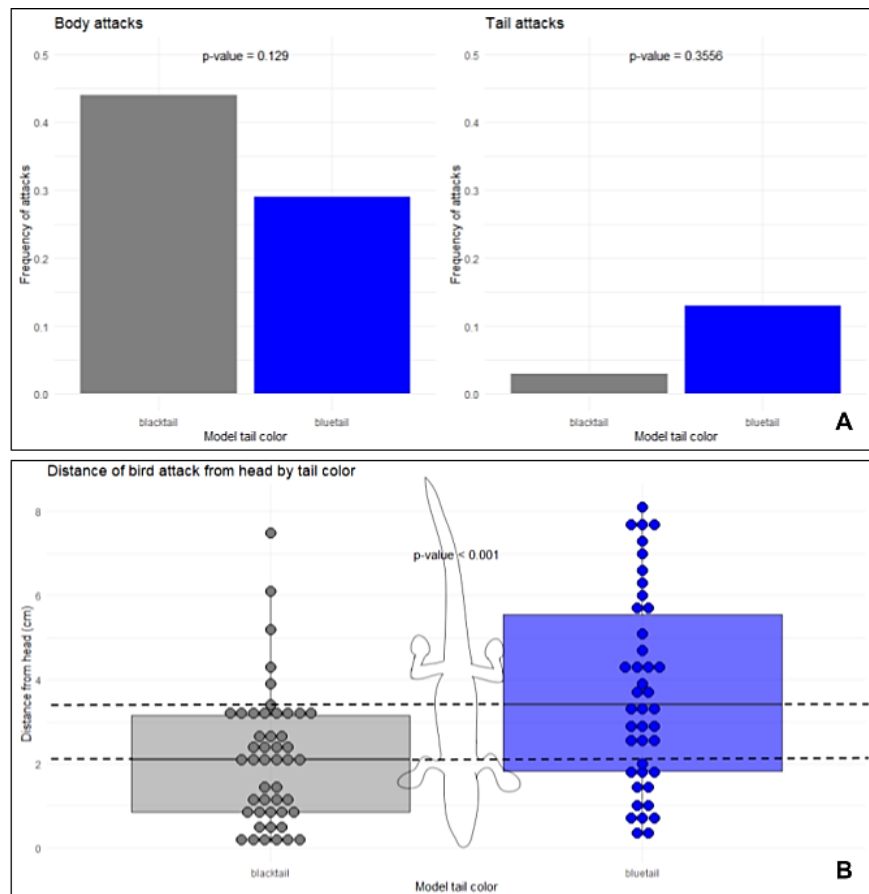 Body attacks
p-value = 0.129
0.5
0.4
0.3
0.2
0.1
0.0
Frequency of attacks
blacktail
bluetail
Model tail color
Tail attacks
p-value = 0.3556
0.5
0.4
0.3
0.2
0.1
0.0
Frequency of attacks
blacktail
bluetail
Model tail color
A
Distance of bird attack from head by tail color
p-value < 0.001
8
6
4
2
0
Distance from head (cm)
blacktail
bluetail
Model tail color
B